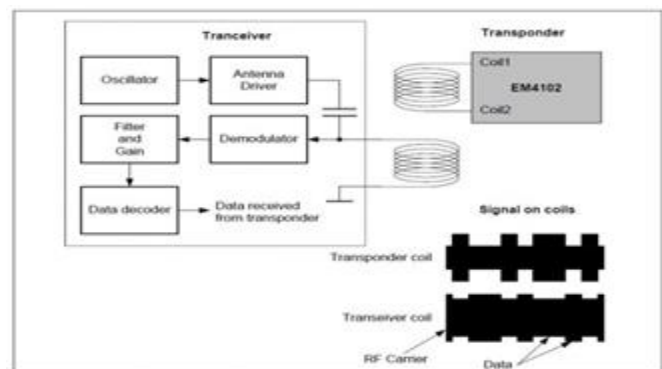 Tranceiver
Transponder
Oscillator
Antenna
Driver
Coil1
EM4102
Coil2
Filter
and
Gain
Demodulator
Data decoder
Data received
from transponder
Signal on coils
Transponder coil
Transeiver coil
RF Carrier
Data